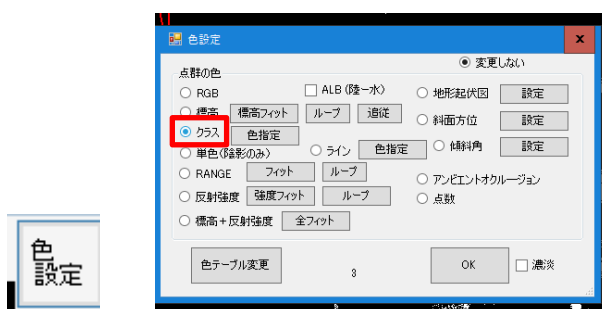 色
設定
色設定
x
点群の色
変更しない
RGB
ALB (陸ー水)
地形起伏図 設定
標高 標高フィット ループ 追従
斜面方位 設定
クラス 色指定
単色(陰影のみ)
ライン 色指定
傾斜角 設定
RANGE フィット ループ
アンビエントオクルージョン
反射強度 強度フィット ループ
点数
標高+反射強度 全フィット
色テーブル変更
3
OK
濃淡